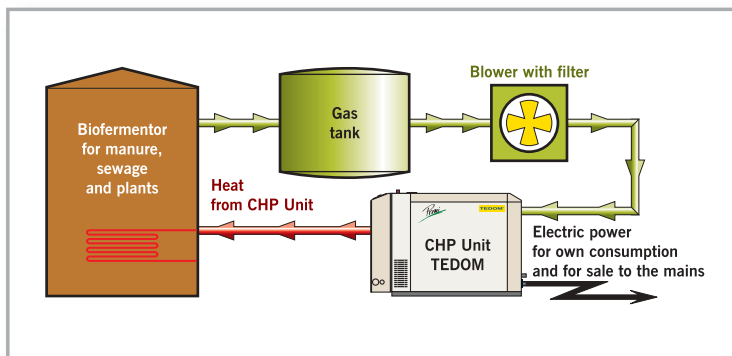 Blower with filter
Biofermentor
for manure,
sewage
and plants
Gas
tank
Heat
from CHP Unit
Premi
TEDOM
CHP Unit
TEDOM
Electric power
for own consumption
and for sale to the mains